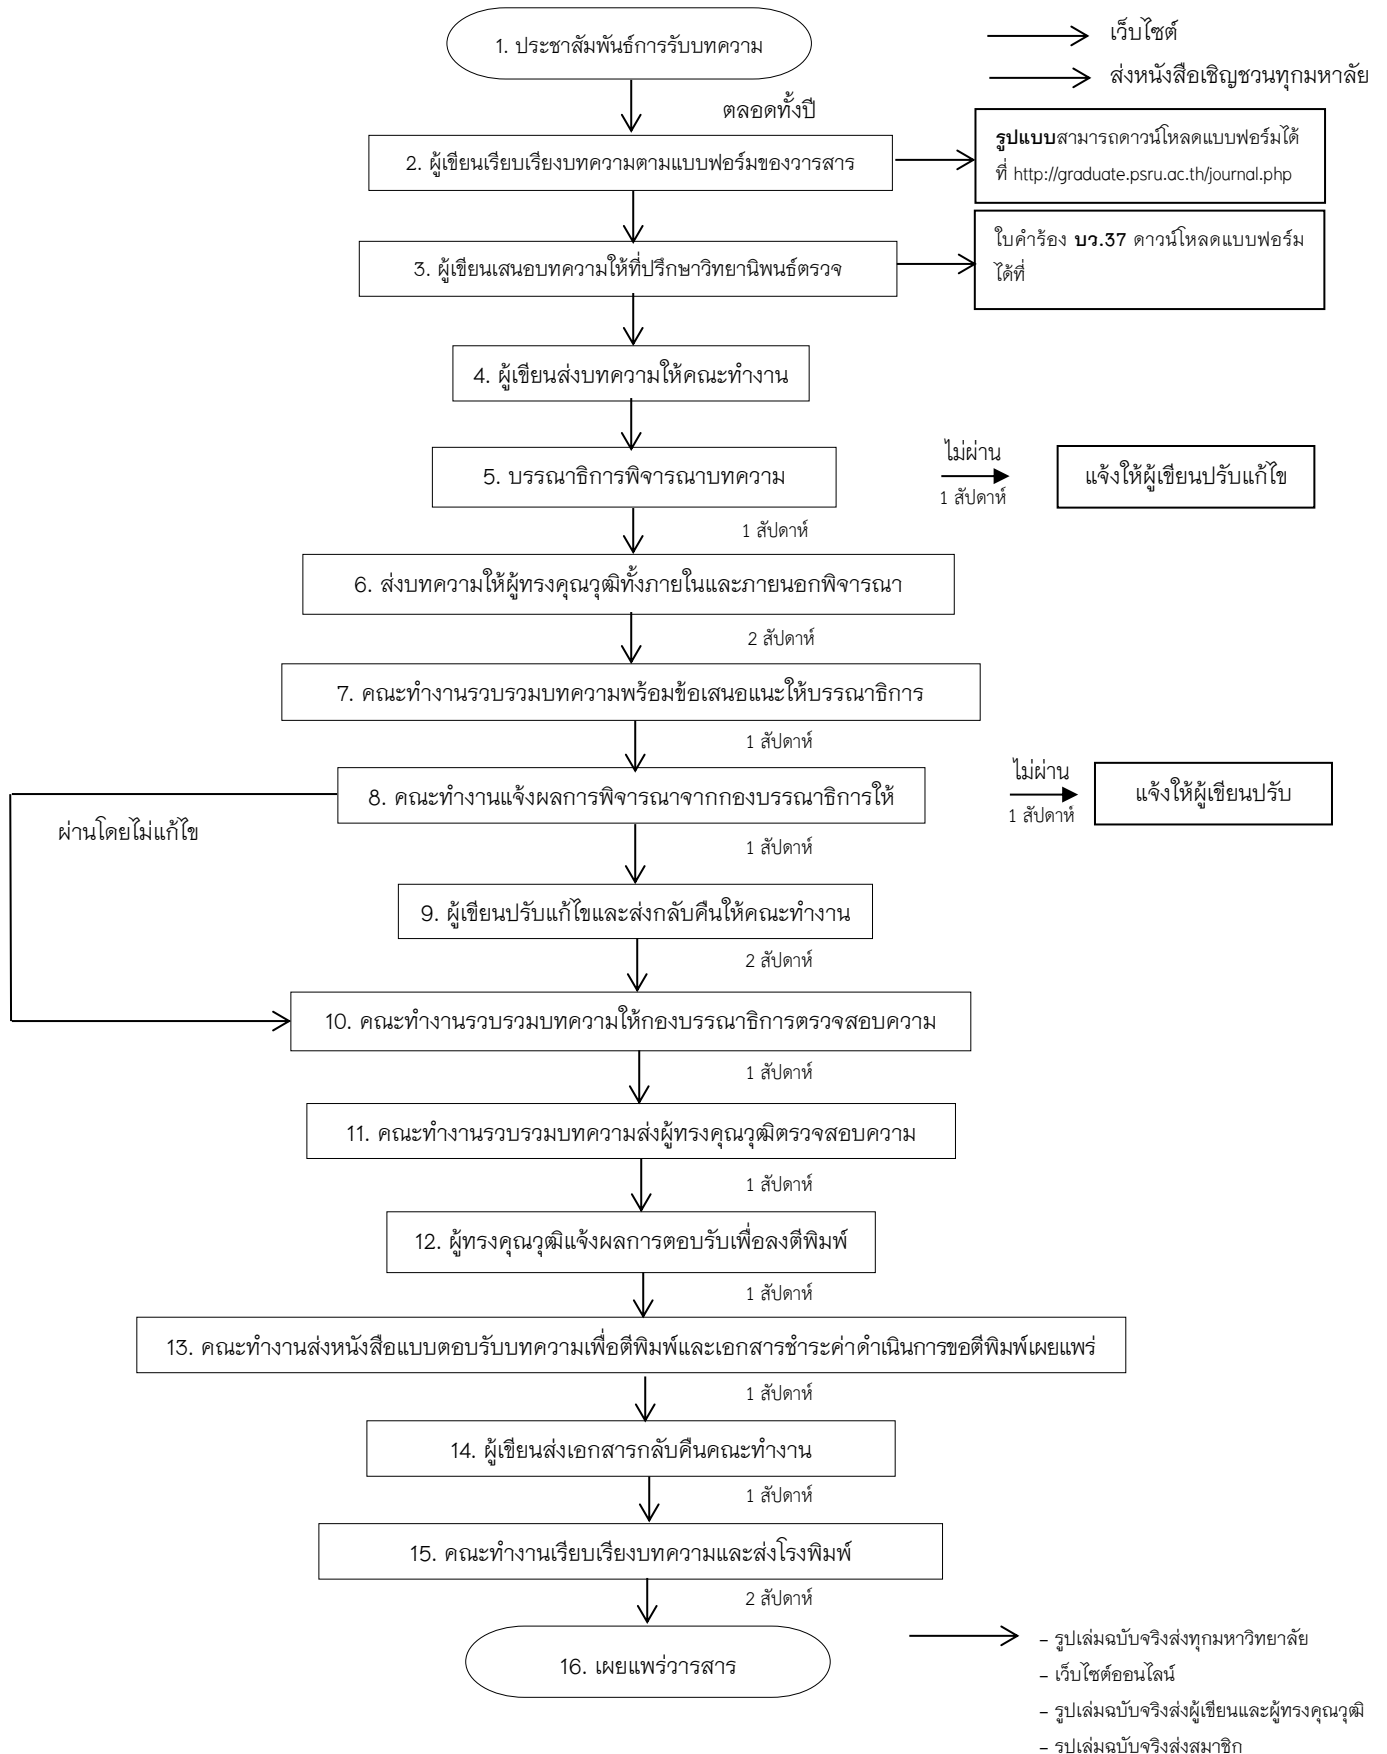 1. ประชาสัมพันธ์การรับบทความ
เว็บไซต์
ส่งหนังสือเชิญชวนทุกมหาลัย
ตลอดทั้งปี
2. ผู้เขียนเรียบเรียงบทความตามแบบฟอร์มของวารสาร
รูปแบบสามารถดาวน์โหลดแบบฟอร์มได้
ที่ http://graduate.psru.ac.th/journal.php
3. ผู้เขียนเสนอบทความให้ที่ปรึกษาวิทยานิพนธ์ตรวจ
ใบคำร้อง บว.37 ดาวน์โหลดแบบฟอร์ม
ได้ที่
4. ผู้เขียนส่งบทความให้คณะทำงาน
5. บรรณาธิการพิจารณาบทความ
ไม่ผ่าน
1 สัปดาห์
แจ้งให้ผู้เขียนปรับแก้ไข
1 สัปดาห์
6. ส่งบทความให้ผู้ทรงคุณวุฒิทั้งภายในและภายนอกพิจารณา
2 สัปดาห์
7. คณะทำงานรวบรวมบทความพร้อมข้อเสนอแนะให้บรรณาธิการ
1 สัปดาห์
8. คณะทำงานแจ้งผลการพิจารณาจากกองบรรณาธิการให้
ไม่ผ่าน
1 สัปดาห์
แจ้งให้ผู้เขียนปรับ
ผ่านโดยไม่แก้ไข
1 สัปดาห์
9. ผู้เขียนปรับแก้ไขและส่งกลับคืนให้คณะทำงาน
2 สัปดาห์
10. คณะทำงานรวบรวมบทความให้กองบรรณาธิการตรวจสอบความ
1 สัปดาห์
11. คณะทำงานรวบรวมบทความส่งผู้ทรงคุณวุฒิตรวจสอบความ
1 สัปดาห์
12. ผู้ทรงคุณวุฒิแจ้งผลการตอบรับเพื่อลงตีพิมพ์
1 สัปดาห์
13. คณะทำงานส่งหนังสือแบบตอบรับบทความเพื่อตีพิมพ์และเอกสารชำระค่าดำเนินการขอตีพิมพ์เผยแพร่
1 สัปดาห์
14. ผู้เขียนส่งเอกสารกลับคืนคณะทำงาน
1 สัปดาห์
15. คณะทำงานเรียบเรียงบทความและส่งโรงพิมพ์
2 สัปดาห์
16. เผยแพร่วารสาร
- รูปเล่มฉบับจริงส่งทุกมหาวิทยาลัย
- เว็บไซต์ออนไลน์
- รูปเล่มฉบับจริงส่งผู้เขียนและผู้ทรงคุณวุฒิ
- รูปเล่มฉบับจริงส่งสมาชิก